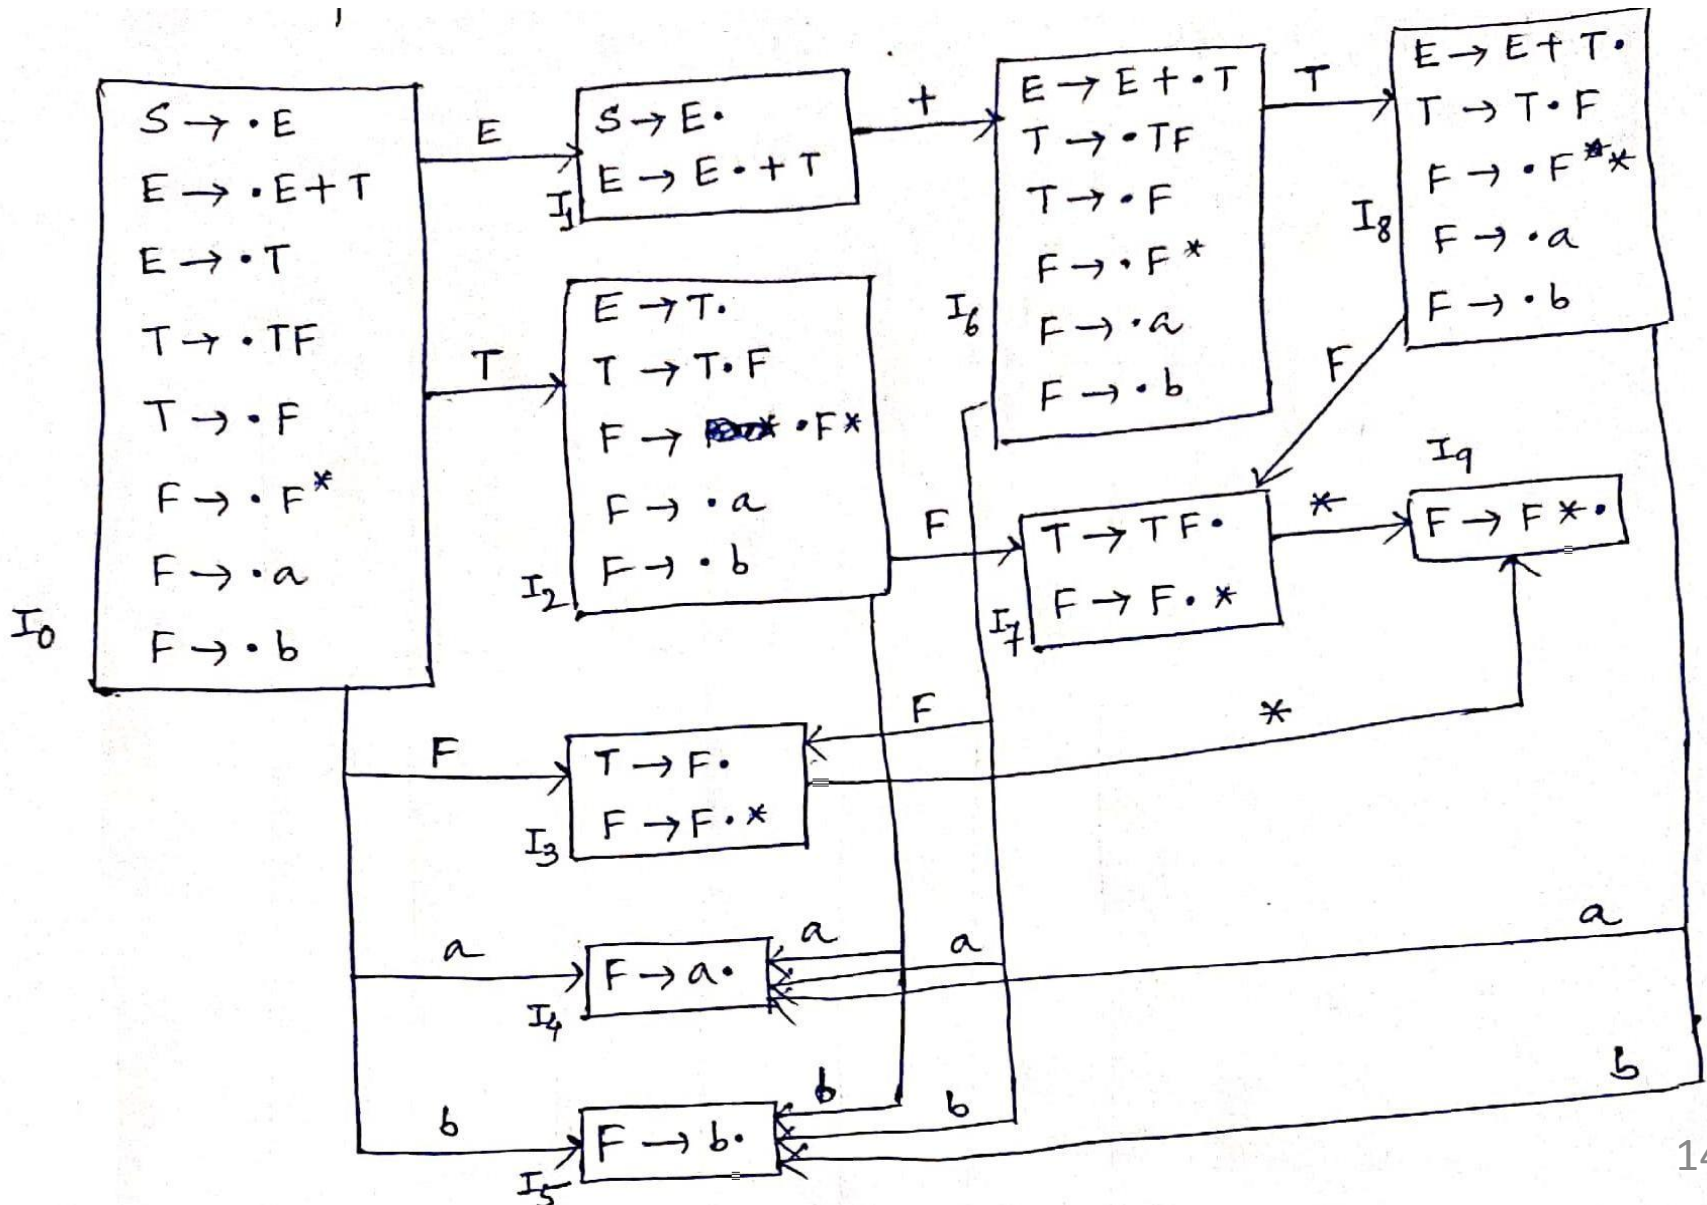 S → ·E
E → ·E+T
E → ·T
T → ·TF
T → ·F
F → ·F*
F → ·a
F → ·b
I0
E
S → E·
E → E·+T
I1
T
E → T·
T → T·F
F → ·F*
F → ·a
F → ·b
I2
+
E → E+·T
T → ·TF
T → ·F
F → ·F*
F → ·a
F → ·b
I6
T
E → E+T·
T → T·F
F → ·F**
F → ·a
F → ·b
I8
F
F
T → TF·
F → F·*
I7
*
I9
F → F*·
F
T → F·
F → F·*
I3
F
*
a
F → a·
I4
a
a
a
b
F → b·
I5
b
b
b
14